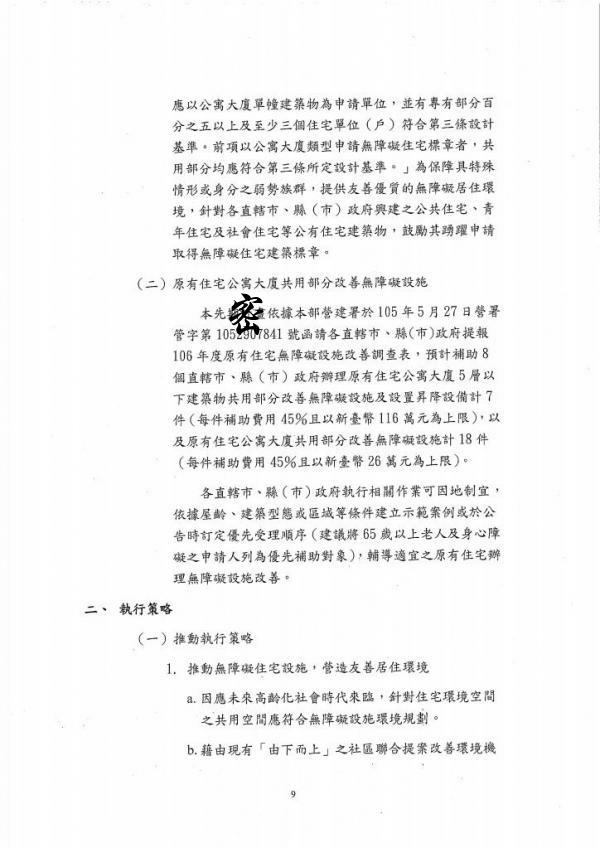 應以公寓大廈單幢建築物為申請單位，並有專有部分百
分之五以上及至少三個住宅單位（戶）符合第三條設計
基準。前項以公寓大廈類型申請無障礙住宅標章者，共
用部分均應符合第三條所定設計基準。」為保障具特殊
情形或身分之弱勢族群，提供友善優質的無障礙居住環
境，針對各直轄市、縣（市）政府興建之公共住宅、青
年住宅及社會住宅等公有住宅建築物，鼓勵其踴躍申請
取得無障礙住宅建築標章。
（二）原有住宅公寓大廈共用部分改善無障礙設施
本先期 依據本部營建署於 105 年 5 月 27 日營署
密
管字第 1052907841 號函請各直轄市、縣(市)政府提報
106 年度原有住宅無障礙設施改善調查表，預計補助 8
個直轄市、縣（市）政府辦理原有住宅公寓大廈 5 層以
下建築物共用部分改善無障礙設施及設置昇降設備計 7
件（每件補助費用 45%且以新臺幣 116 萬元為上限），以
及原有住宅公寓大廈共用部分改善無障礙設施計 18 件
（每件補助費用 45%且以新臺幣 26 萬元為上限）。
各直轄市、縣（市）政府執行相關作業可因地制宜，
依據屋齡、建築型態或區域等條件建立示範案例或於公
告時訂定優先受理順序（建議將 65 歲以上老人及身心障
礙之申請人列為優先補助對象），輔導適宜之原有住宅辦
理無障礙設施改善。
二、 執行策略
（一）推動執行策略
1. 推動無障礙住宅設施，營造友善居住環境
a. 因應未來高齡化社會時代來臨，針對住宅環境空間
之共用空間應符合無障礙設施環境規劃。
b. 藉由現有「由下而上」之社區聯合提案改善環境機
9